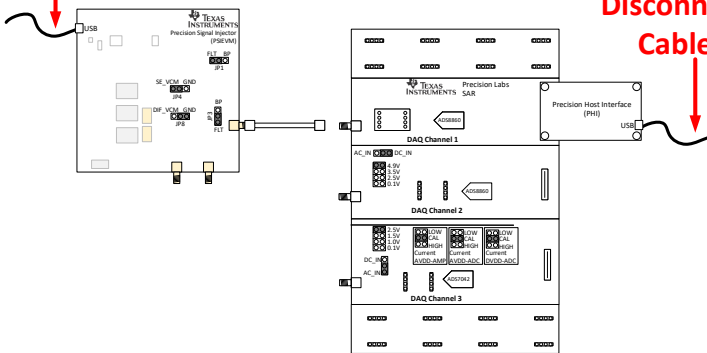 Disconn
Cable
USB
TEXAS
INSTRUMENTS
Precision Signal Injector
(PSIEVM)
FLT BP
JP1
SE_VCM GND
JP4
BP
JP2
FLT
DIF_VCM GND
JP8
TEXAS
INSTRUMENTS
Precision Labs
SAR
ADS8860
DAQ Channel 1
Precision Host Interface
(PHI)
USB
AC_IN DC_IN
4.9V
3.5V
2.5V
0.1V
ADS8860
DAQ Channel 2
2.5V
1.5V
1.0V
0.1V
DC_IN
AC_IN
LOW
CAL
HIGH
Current
AVDD-AMP
LOW
CAL
HIGH
Current
AVDD-ADC
LOW
CAL
HIGH
Current
DVDD-ADC
ADS7042
DAQ Channel 3